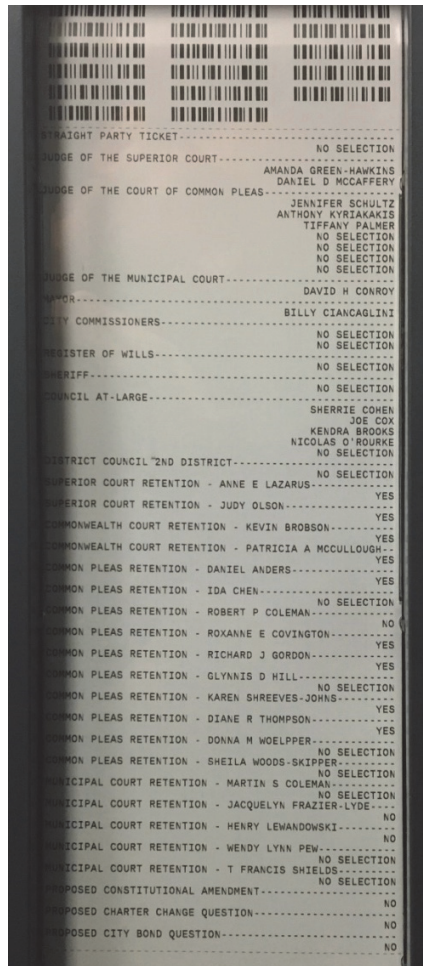 STRAIGHT PARTY TICKET
NO SELECTION
JUDGE OF THE SUPERIOR COURT
AMANDA GREEN-HAWKINS
DANIEL D MCCAFFERY
JUDGE OF THE COURT OF COMMON PLEAS
JENNIFER SCHULTZ
ANTHONY KYRIAKAKIS
TIFFANY PALMER
NO SELECTION
NO SELECTION
NO SELECTION
JUDGE OF THE MUNICIPAL COURT
DAVID H CONROY
MAYOR
BILLY CIANCAGLINI
CITY COMMISSIONERS
NO SELECTION
NO SELECTION
REGISTER OF WILLS
NO SELECTION
SHERIFF
NO SELECTION
COUNCIL AT-LARGE
SHERRIE COHEN
JOE COX
KENDRA BROOKS
NICOLAS O'ROURKE
NO SELECTION
DISTRICT COUNCIL 2ND DISTRICT
NO SELECTION
SUPERIOR COURT RETENTION - ANNE E LAZARUS
YES
SUPERIOR COURT RETENTION - JUDY OLSON
YES
COMMONWEALTH COURT RETENTION - KEVIN BROBSON
YES
COMMONWEALTH COURT RETENTION - PATRICIA A MCCULLOUGH
YES
COMMON PLEAS RETENTION - DANIEL ANDERS
YES
COMMON PLEAS RETENTION - IDA CHEN
NO SELECTION
COMMON PLEAS RETENTION - ROBERT P COLEMAN
NO
COMMON PLEAS RETENTION - ROXANNE E COVINGTON
YES
COMMON PLEAS RETENTION - RICHARD J GORDON
YES
COMMON PLEAS RETENTION - GLYNNIS D HILL
NO SELECTION
COMMON PLEAS RETENTION - KAREN SHREEVES-JOHNS
YES
COMMON PLEAS RETENTION - DIANE R THOMPSON
YES
COMMON PLEAS RETENTION - DONNA M WOELPPER
NO SELECTION
COMMON PLEAS RETENTION - SHEILA WOODS-SKIPPER
NO SELECTION
MUNICIPAL COURT RETENTION - MARTIN S COLEMAN
NO SELECTION
MUNICIPAL COURT RETENTION - JACQUELYN FRAZIER-LYDE
NO
MUNICIPAL COURT RETENTION - HENRY LEWANDOWSKI
NO
MUNICIPAL COURT RETENTION - WENDY LYNN PEW
NO SELECTION
MUNICIPAL COURT RETENTION - T FRANCIS SHIELDS
NO SELECTION
PROPOSED CONSTITUTIONAL AMENDMENT
NO
PROPOSED CHARTER CHANGE QUESTION
NO
PROPOSED CITY BOND QUESTION
NO